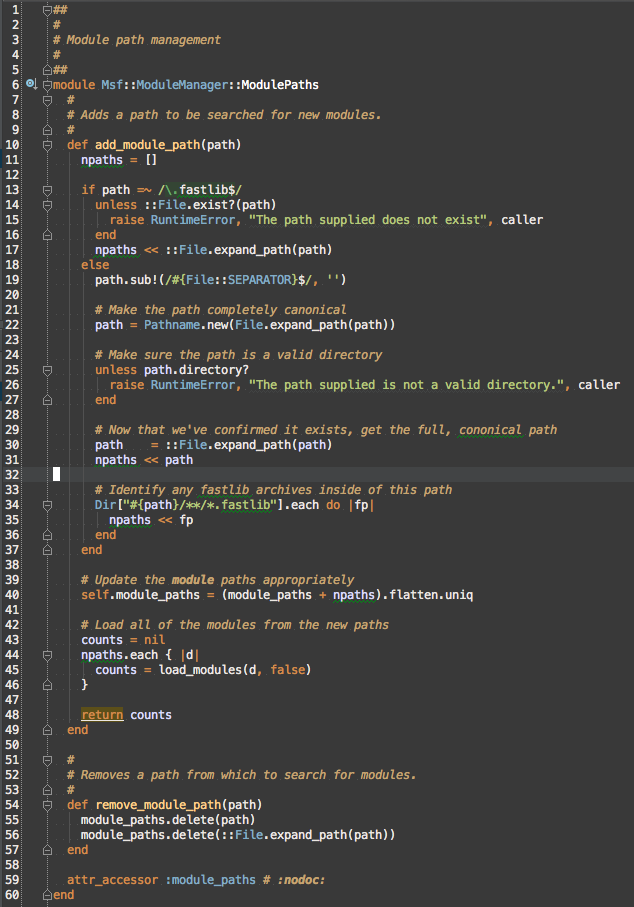 1 ##
2 #
3 # Module path management
4 #
5 ##
6 module Msf::ModuleManager::ModulePaths
7   #
8   # Adds a path to be searched for new modules.
9   #
10   def add_module_path(path)
11     npaths = []
12
13     if path =~ /\.fastlib$/
14       unless ::File.exist?(path)
15         raise RuntimeError, "The path supplied does not exist", caller
16       end
17       npaths << ::File.expand_path(path)
18     else
19       path.sub!(/#{File::SEPARATOR}$/, '')
20
21       # Make the path completely canonical
22       path = Pathname.new(File.expand_path(path))
23
24       # Make sure the path is a valid directory
25       unless path.directory?
26         raise RuntimeError, "The path supplied is not a valid directory.", caller
27       end
28
29       # Now that we've confirmed it exists, get the full, cononical path
30       path    = ::File.expand_path(path)
31       npaths << path
32
33       # Identify any fastlib archives inside of this path
34       Dir["#{path}/**/*.fastlib"].each do |fp|
35         npaths << fp
36       end
37     end
38
39     # Update the module paths appropriately
40     self.module_paths = (module_paths + npaths).flatten.uniq
41
42     # Load all of the modules from the new paths
43     counts = nil
44     npaths.each { |d|
45       counts = load_modules(d, false)
46     }
47
48     return counts
49   end
50
51   #
52   # Removes a path from which to search for modules.
53   #
54   def remove_module_path(path)
55     module_paths.delete(path)
56     module_paths.delete(::File.expand_path(path))
57   end
58
59   attr_accessor :module_paths # :nodoc:
60 end